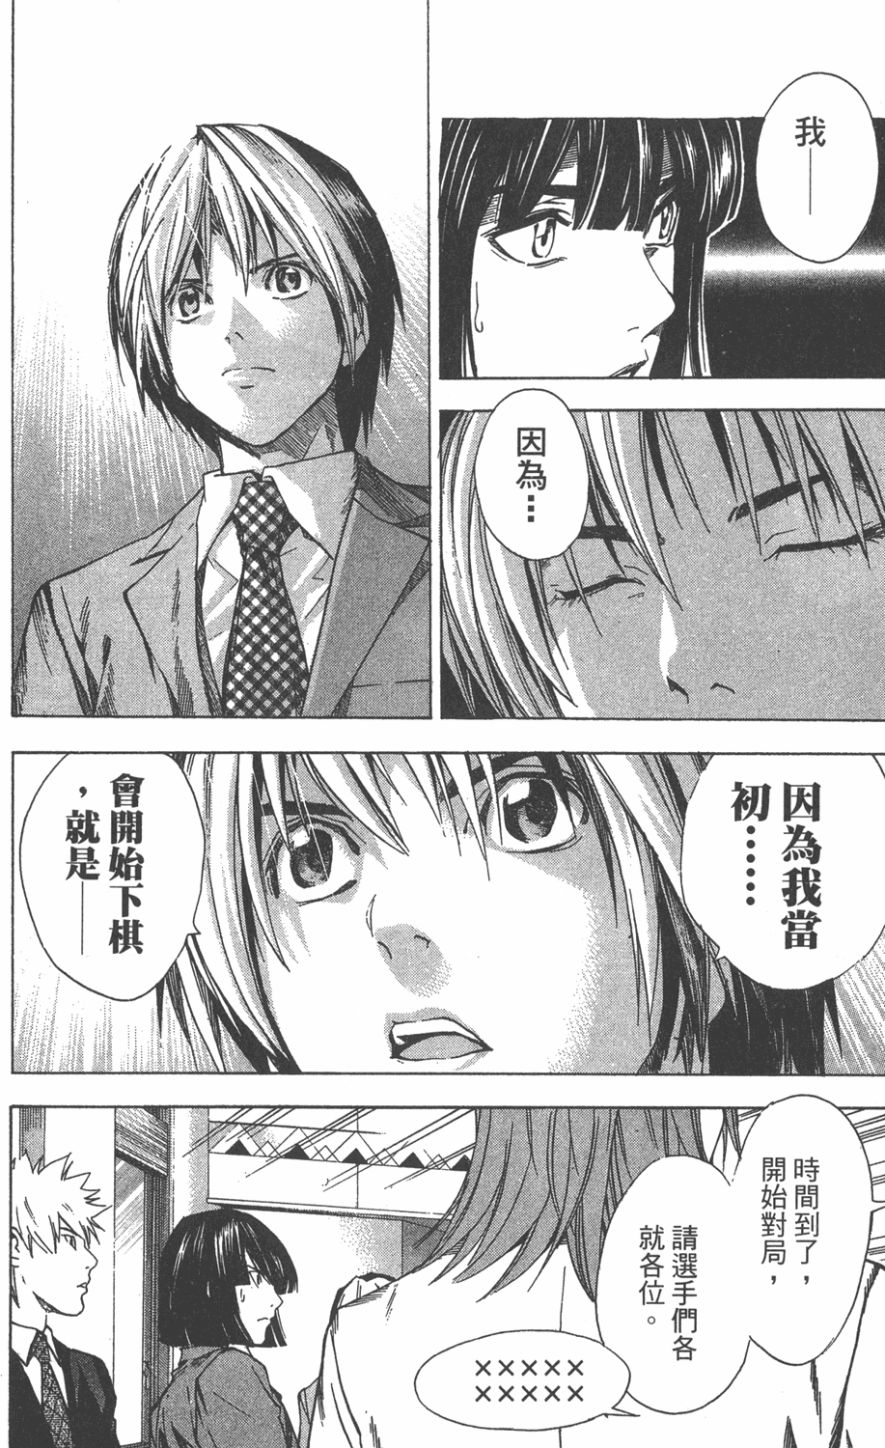 我——
因為…
因為我當
初……
會開始下棋
，就是——
時間到了，
開始對局，
請選手們各
就各位。
×××××
×××××